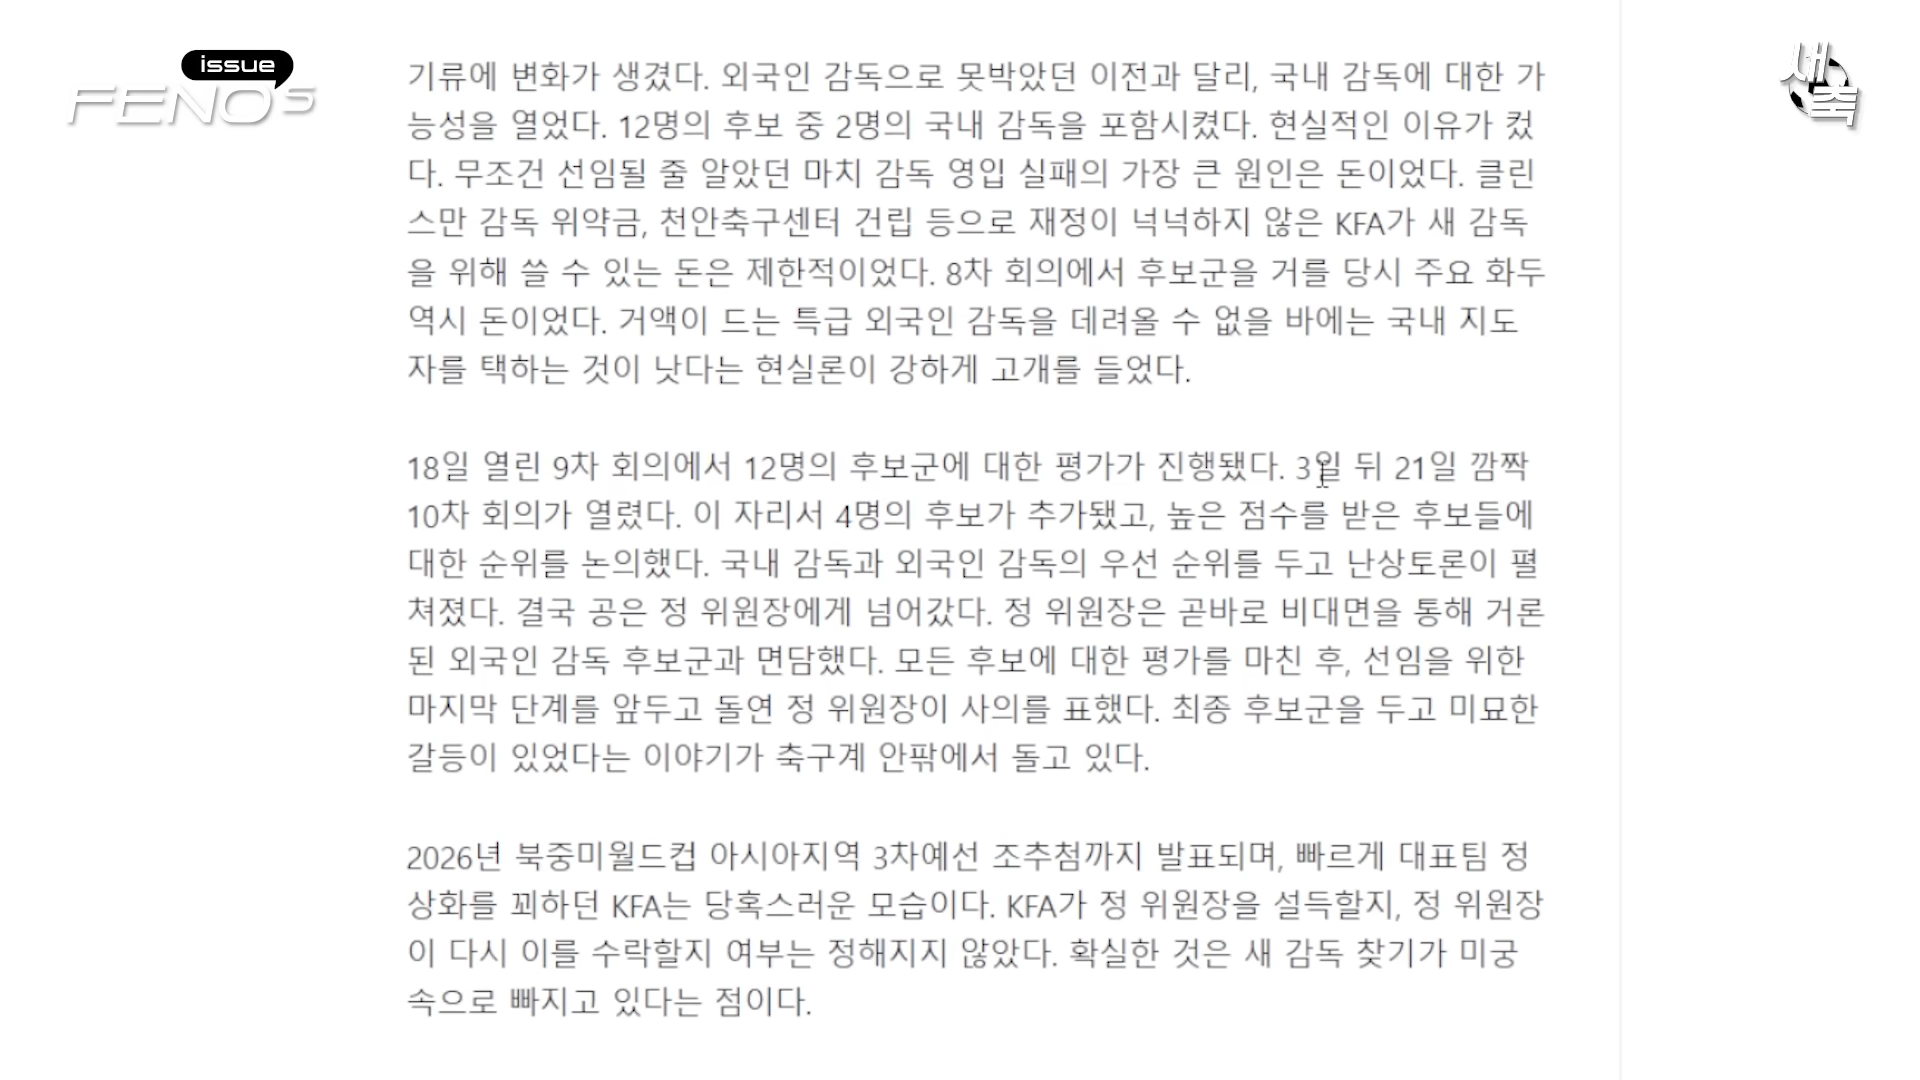 issue
FENO5
세축
기류에 변화가 생겼다. 외국인 감독으로 못박았던 이전과 달리, 국내 감독에 대한 가
능성을 열었다. 12명의 후보 중 2명의 국내 감독을 포함시켰다. 현실적인 이유가 컸
다. 무조건 선임될 줄 알았던 마치 감독 영입 실패의 가장 큰 원인은 돈이었다. 클린
스만 감독 위약금, 천안축구센터 건립 등으로 재정이 넉넉하지 않은 KFA가 새 감독
을 위해 쓸 수 있는 돈은 제한적이었다. 8차 회의에서 후보군을 거를 당시 주요 화두
역시 돈이었다. 거액이 드는 특급 외국인 감독을 데려올 수 없을 바에는 국내 지도
자를 택하는 것이 낫다는 현실론이 강하게 고개를 들었다.
18일 열린 9차 회의에서 12명의 후보군에 대한 평가가 진행됐다. 3일 뒤 21일 깜짝
10차 회의가 열렸다. 이 자리서 4명의 후보가 추가됐고, 높은 점수를 받은 후보들에
대한 순위를 논의했다. 국내 감독과 외국인 감독의 우선 순위를 두고 난상토론이 펼
쳐졌다. 결국 공은 정 위원장에게 넘어갔다. 정 위원장은 곧바로 비대면을 통해 거론
된 외국인 감독 후보군과 면담했다. 모든 후보에 대한 평가를 마친 후, 선임을 위한
마지막 단계를 앞두고 돌연 정 위원장이 사의를 표했다. 최종 후보군을 두고 미묘한
갈등이 있었다는 이야기가 축구계 안팎에서 돌고 있다.
2026년 북중미월드컵 아시아지역 3차예선 조추첨까지 발표되며, 빠르게 대표팀 정
상화를 꾀하던 KFA는 당혹스러운 모습이다. KFA가 정 위원장을 설득할지, 정 위원장
이 다시 이를 수락할지 여부는 정해지지 않았다. 확실한 것은 새 감독 찾기가 미궁
속으로 빠지고 있다는 점이다.